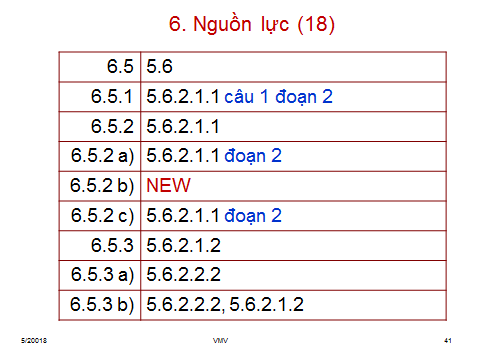 6. Nguồn lực (18)
6.5 5.6
6.5.1 5.6.2.1.1 câu 1 đoạn 2
6.5.2 5.6.2.1.1
6.5.2 a) 5.6.2.1.1 đoạn 2
6.5.2 b) NEW
6.5.2 c) 5.6.2.1.1 đoạn 2
6.5.3 5.6.2.1.2
6.5.3 a) 5.6.2.2.2
6.5.3 b) 5.6.2.2.2, 5.6.2.1.2
5/20018 VMV 41